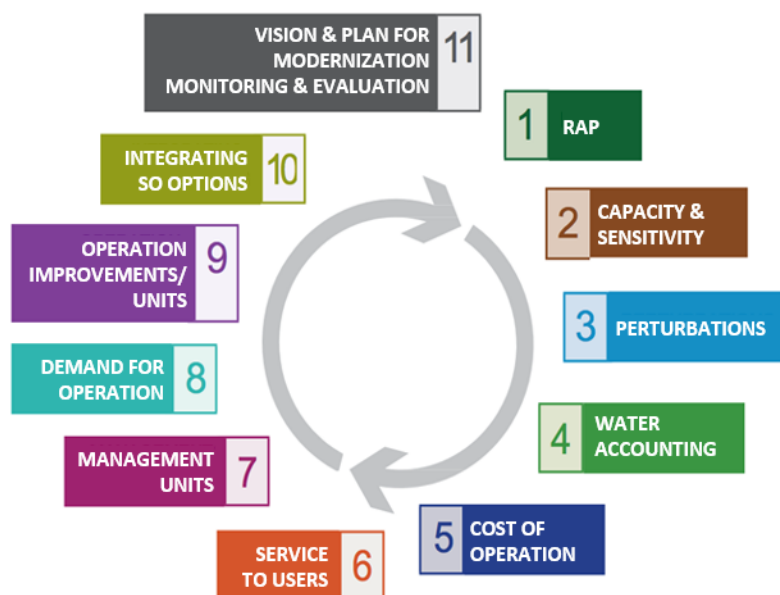 VISION & PLAN FOR
MODERNIZATION
MONITORING & EVALUATION
11
1
RAP
2
CAPACITY &
SENSITIVITY
3
PERTURBATIONS
4
WATER
ACCOUNTING
5
COST OF
OPERATION
SERVICE
TO USERS
6
MANAGEMENT
UNITS
7
DEMAND FOR
OPERATION
8
OPERATION
IMPROVEMENTS/
UNITS
9
INTEGRATING
SO OPTIONS
10